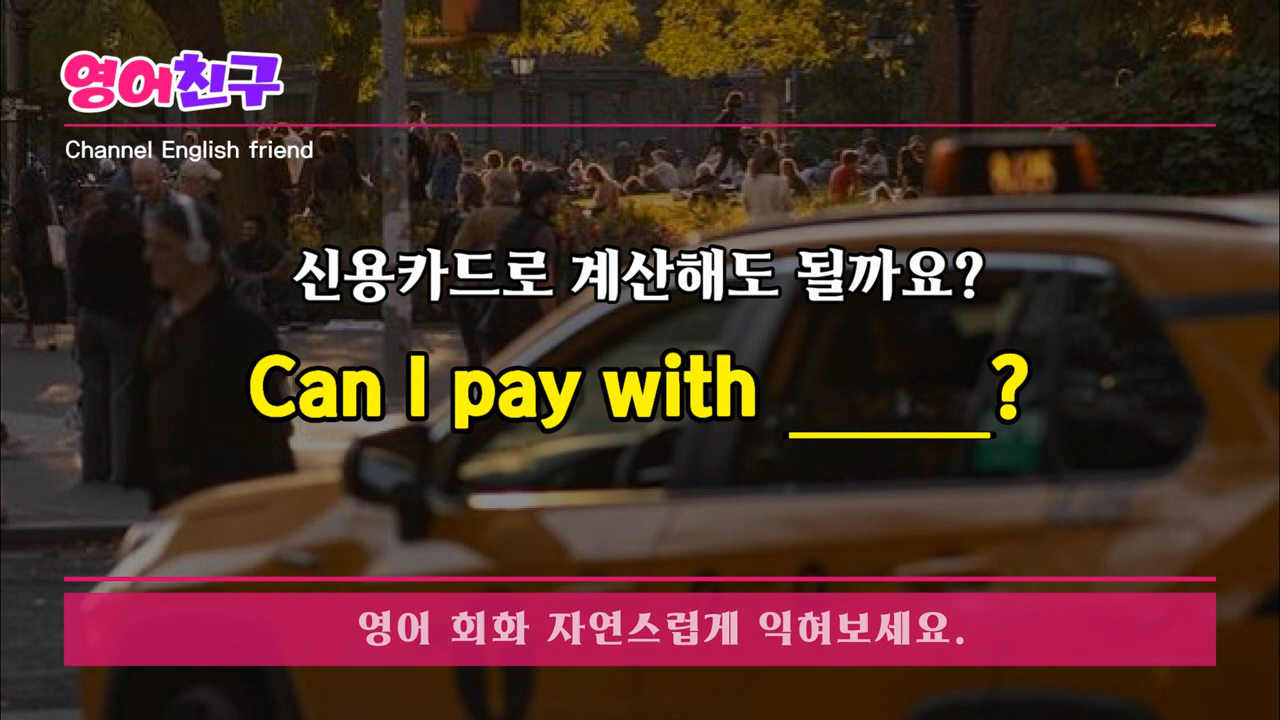 영어친구
Channel English friend
신용카드로 계산해도 될까요?
Can I pay with _____?
영어 회화 자연스럽게 익혀보세요.